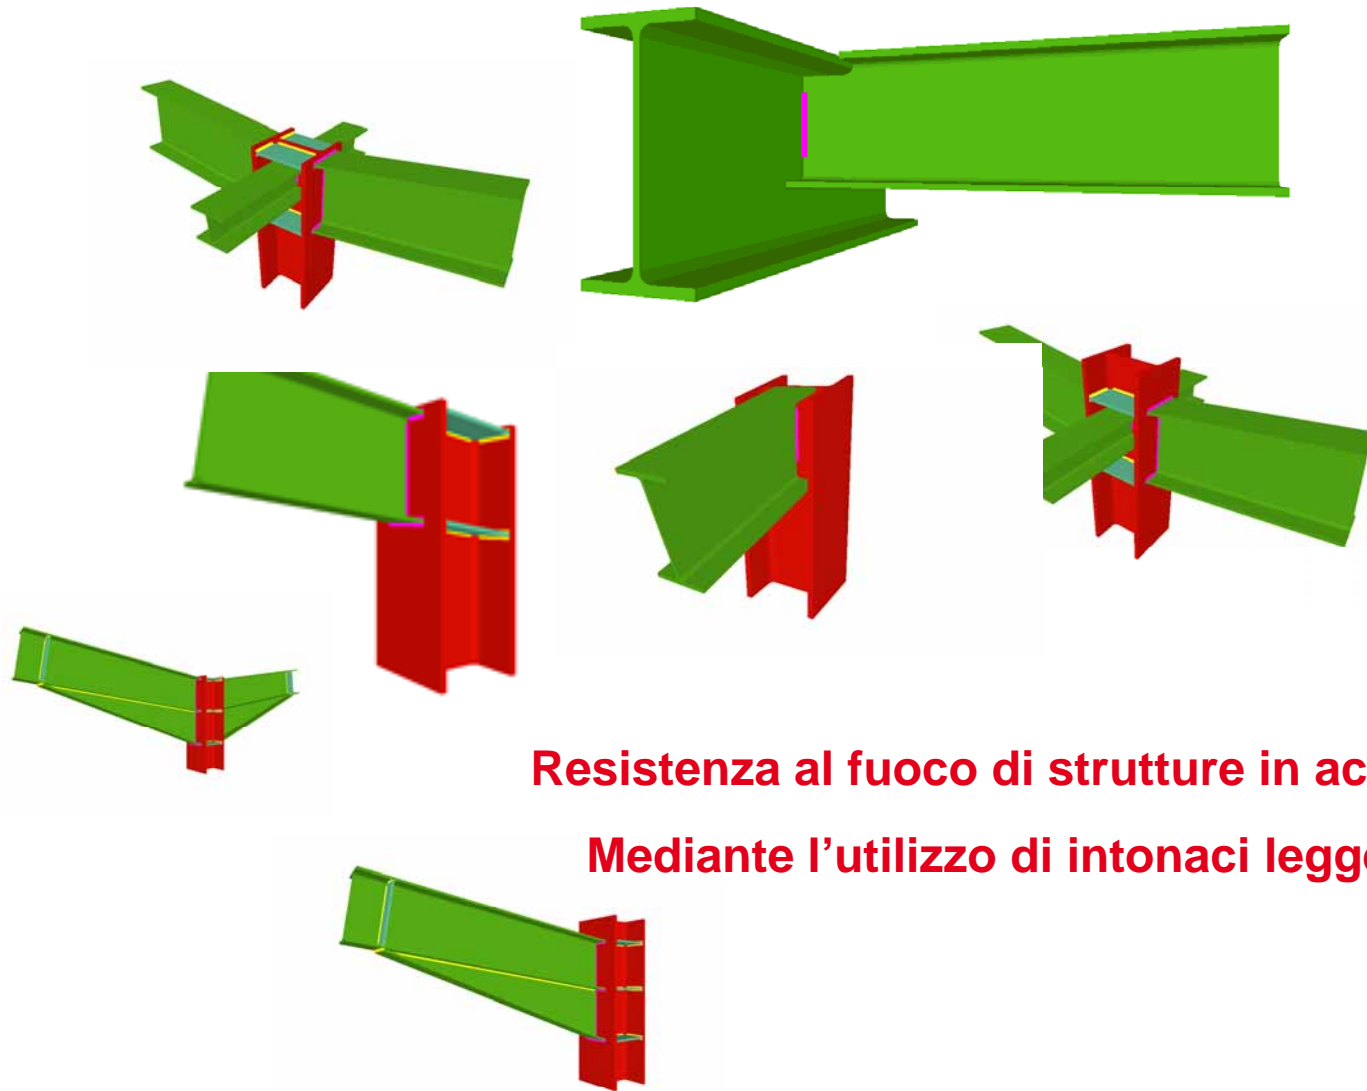 Resistenza al fuoco di strutture in ac
Mediante l’utilizzo di intonaci legg